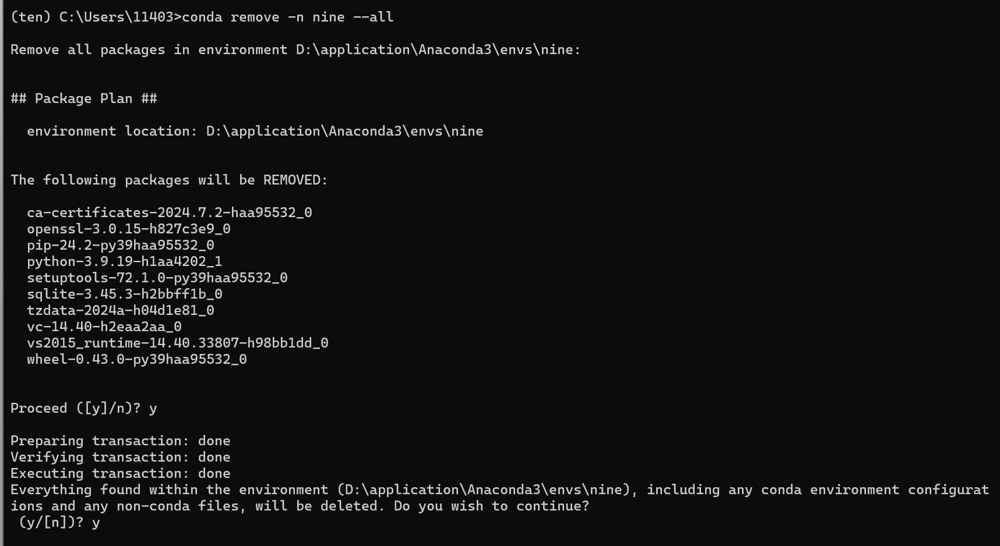 (ten) C:\Users\11403>conda remove -n nine --all
Remove all packages in environment D:\application\Anaconda3\envs\nine:
## Package Plan ##
environment location: D:\application\Anaconda3\envs\nine
The following packages will be REMOVED:
ca-certificates-2024.7.2-haa95532_0
openssl-3.0.15-h827c3e9_0
pip-24.2-py39haa95532_0
python-3.9.19-h1aa4202_1
setuptools-72.1.0-py39haa95532_0
sqlite-3.45.3-h2bbff1b_0
tzdata-2024a-h04d1e81_0
vc-14.40-h2eaa2aa_0
vs2015_runtime-14.40.33807-h98bb1dd_0
wheel-0.43.0-py39haa95532_0
Proceed ([y]/n)? y
Preparing transaction: done
Verifying transaction: done
Executing transaction: done
Everything found within the environment (D:\application\Anaconda3\envs\nine), including any conda environment configurat
ions and any non-conda files, will be deleted. Do you wish to continue?
(y/[n])? y